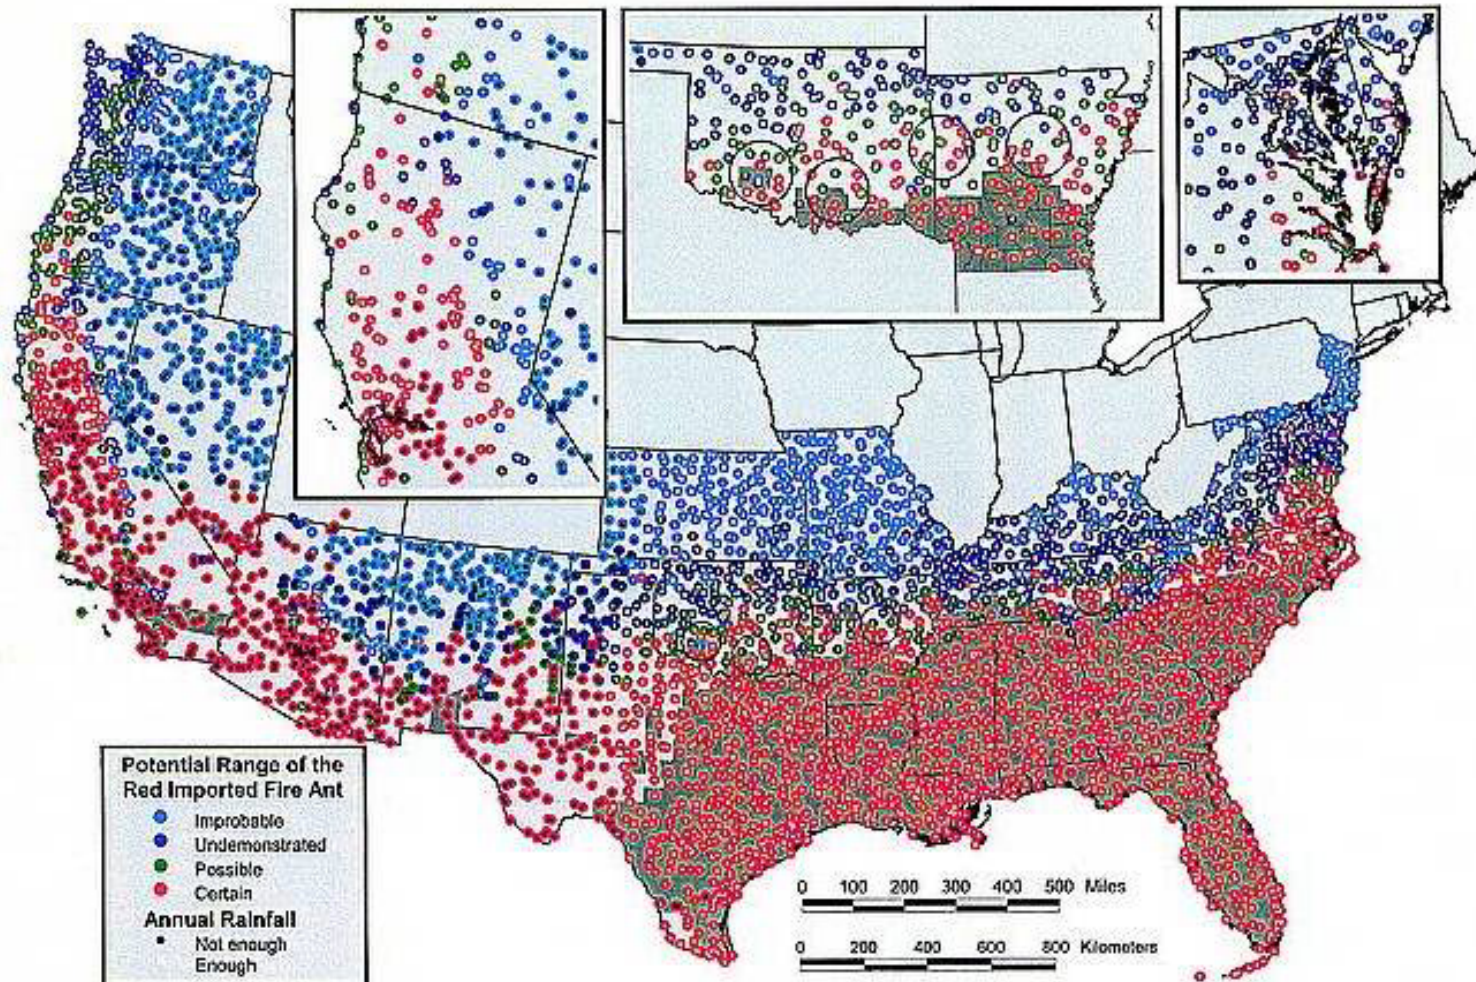 Potential Range of the
Red Imported Fire Ant
Improbable
Undemonstrated
Possible
Certain
Annual Rainfall
Not enough
Enough
0 100 200 300 400 500 Miles
0 200 400 600 800 Kilometers